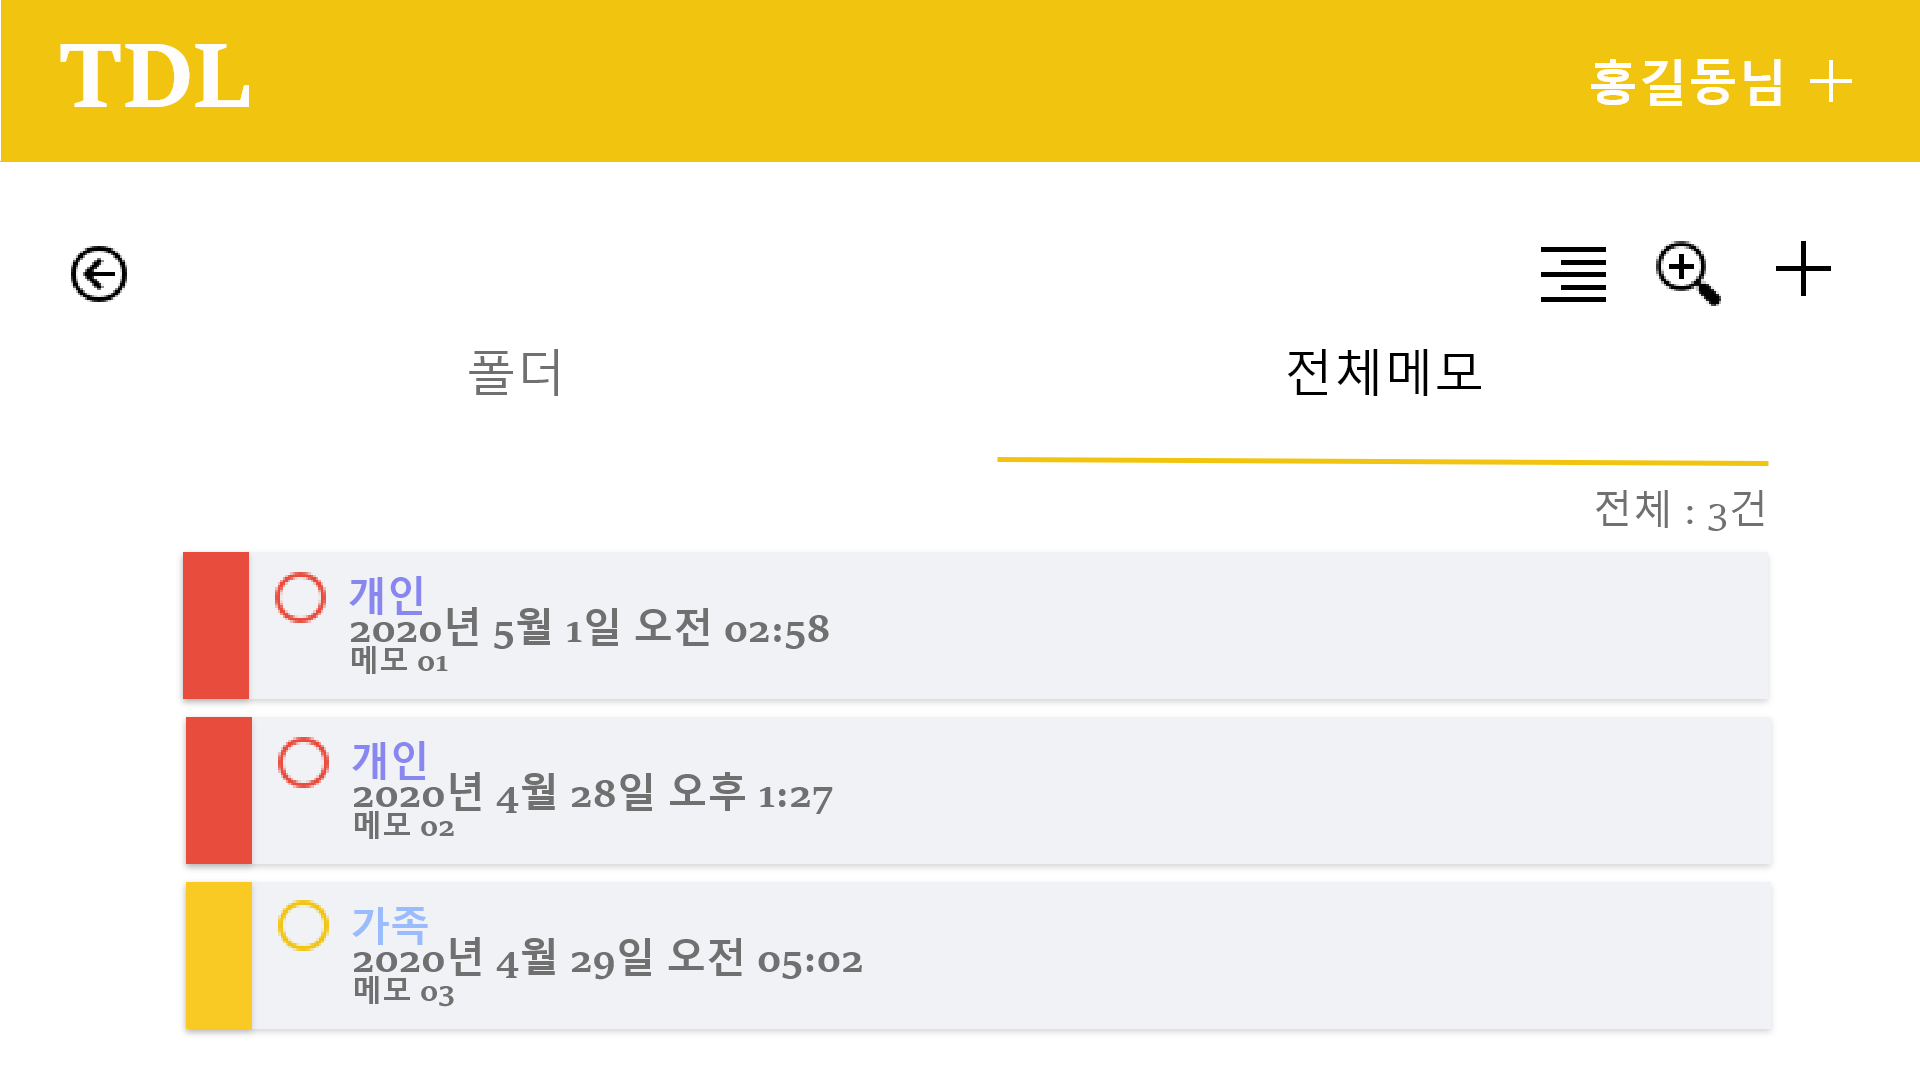 TDL
홍길동님
폴더
전체메모
전체 : 3건
개인
2020년 5월 1일 오전 02:58
메모 01
개인
2020년 4월 28일 오후 1:27
메모 02
가족
2020년 4월 29일 오전 05:02
메모 03